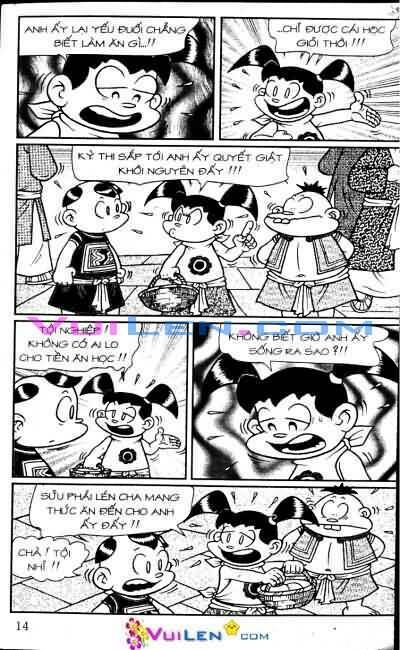 ANH ẤY LẠI YẾU ĐUỐI CHẲNG
BIẾT LÀM ĂN GÌ...!!
...CHỈ ĐƯỢC CÁI HỌC
GIỎI THÔI !!!
KỲ THI SẮP TỚI ANH ẤY QUYẾT GIẬT
KHÔI NGUYÊN ĐẤY !!!
TỘI NGHIỆP !
KHÔNG CÓ AI LO
CHO TIỀN ĂN HỌC !!
KHÔNG BIẾT GIỜ ANH ẤY
SỐNG RA SAO ?!!
VUILEN.COM
SỬU PHẢI LÉN CHA MANG
THỨC ĂN ĐẾN CHO ANH
ẤY ĐẤY !!
CHÀ ! TỘI
NHỈ !!
14
VUILEN.COM